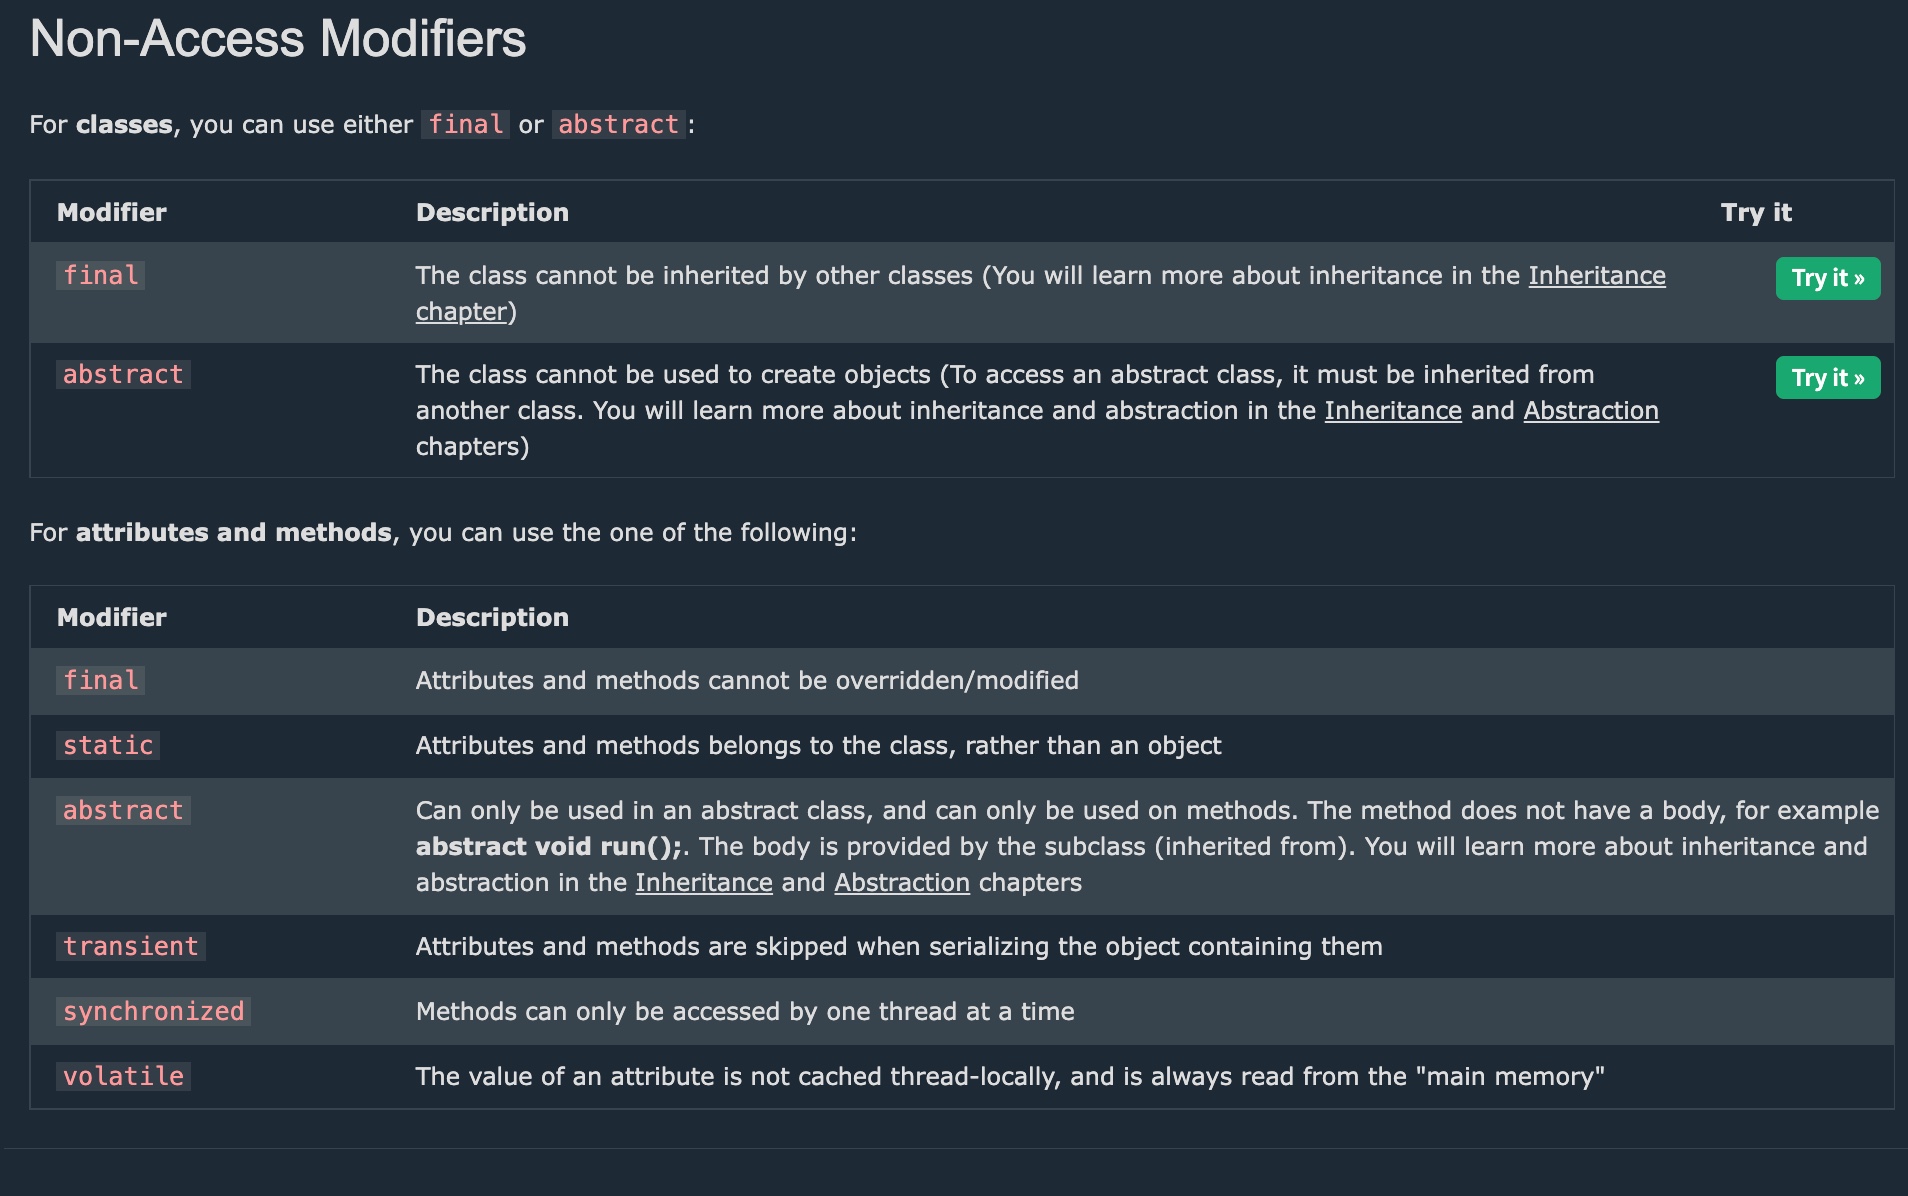 Non-Access Modifiers
For classes, you can use either final or abstract:
Modifier Description Try it
final The class cannot be inherited by other classes (You will learn more about inheritance in the Inheritance Try it »
chapter)
abstract The class cannot be used to create objects (To access an abstract class, it must be inherited from Try it »
another class. You will learn more about inheritance and abstraction in the Inheritance and Abstraction
chapters)
For attributes and methods, you can use the one of the following:
Modifier Description
final Attributes and methods cannot be overridden/modified
static Attributes and methods belongs to the class, rather than an object
abstract Can only be used in an abstract class, and can only be used on methods. The method does not have a body, for example
abstract void run();. The body is provided by the subclass (inherited from). You will learn more about inheritance and
abstraction in the Inheritance and Abstraction chapters
transient Attributes and methods are skipped when serializing the object containing them
synchronized Methods can only be accessed by one thread at a time
volatile The value of an attribute is not cached thread-locally, and is always read from the "main memory"